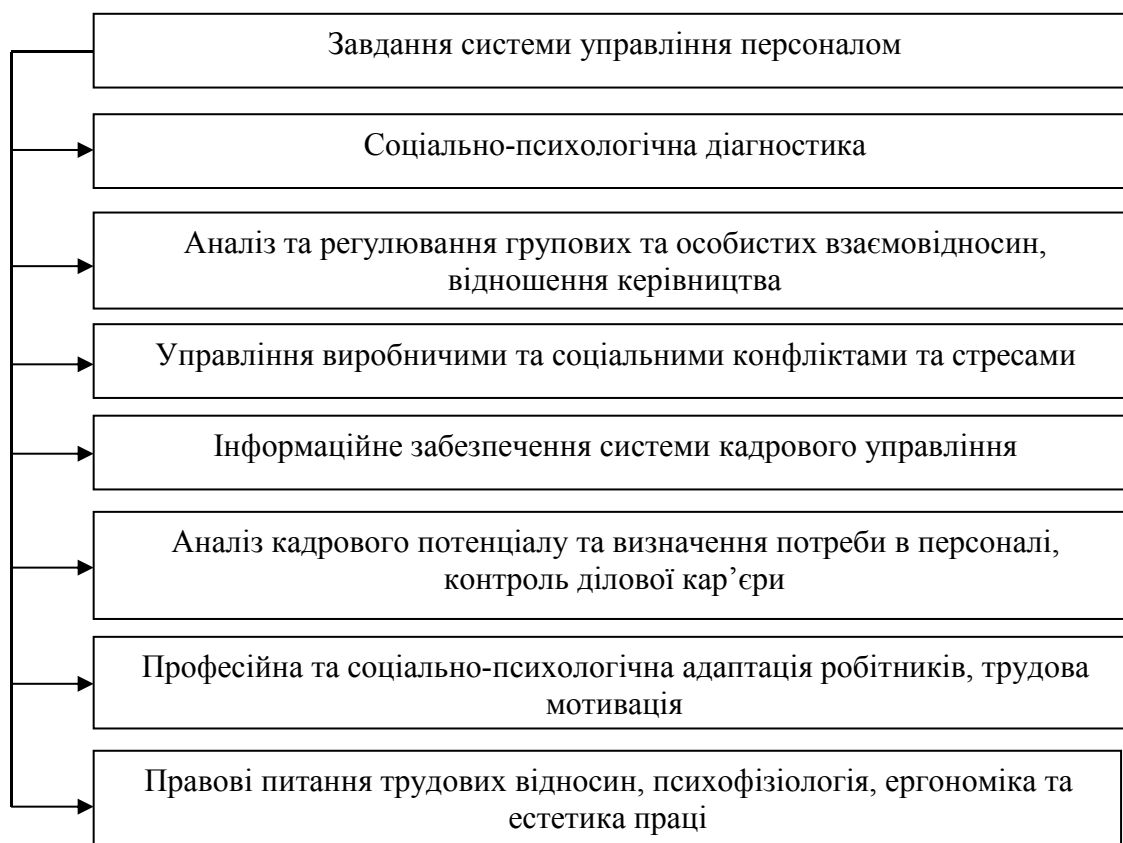 Завдання системи управління персоналом
Соціально-психологічна діагностика
Аналіз та регулювання групових та особистих взаємовідносин,
відношення керівництва
Управління виробничими та соціальними конфліктами та стресами
Інформаційне забезпечення системи кадрового управління
Аналіз кадрового потенціалу та визначення потреби в персоналі,
контроль ділової кар’єри
Професійна та соціально-психологічна адаптація робітників, трудова
мотивація
Правові питання трудових відносин, психофізіологія, ергономіка та
естетика праці